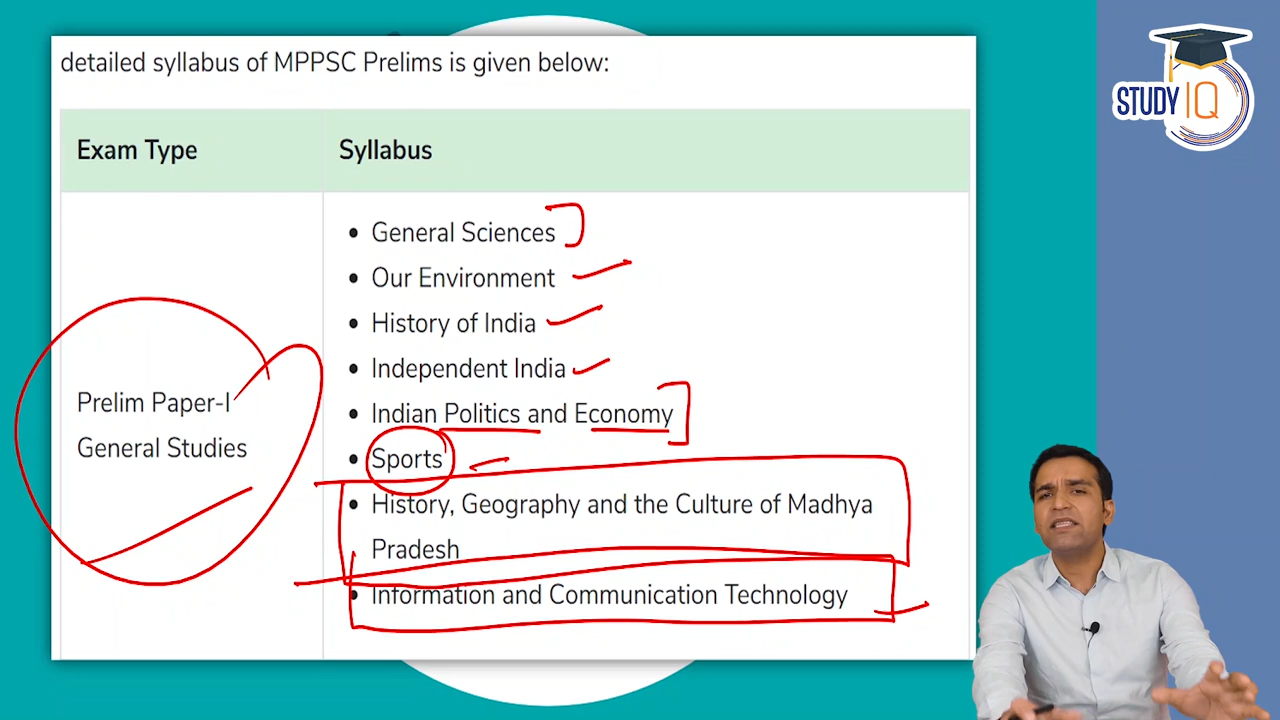 detailed syllabus of MPPSC Prelims is given below:
STUDY IQ
Exam Type
Syllabus
• General Sciences
• Our Environment
• History of India
• Independent India
• Indian Politics and Economy
• Sports
• History, Geography and the Culture of Madhya
Pradesh
• Information and Communication Technology
Prelim Paper-I
General Studies